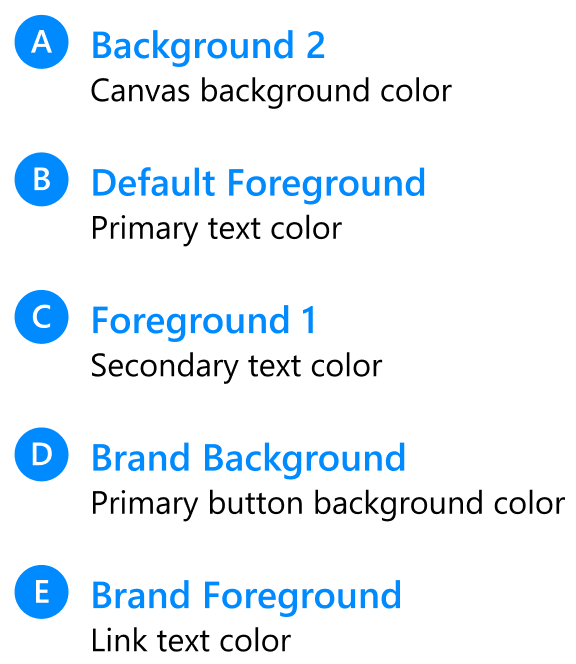 A Background 2
Canvas background color
B Default Foreground
Primary text color
C Foreground 1
Secondary text color
D Brand Background
Primary button background color
E Brand Foreground
Link text color